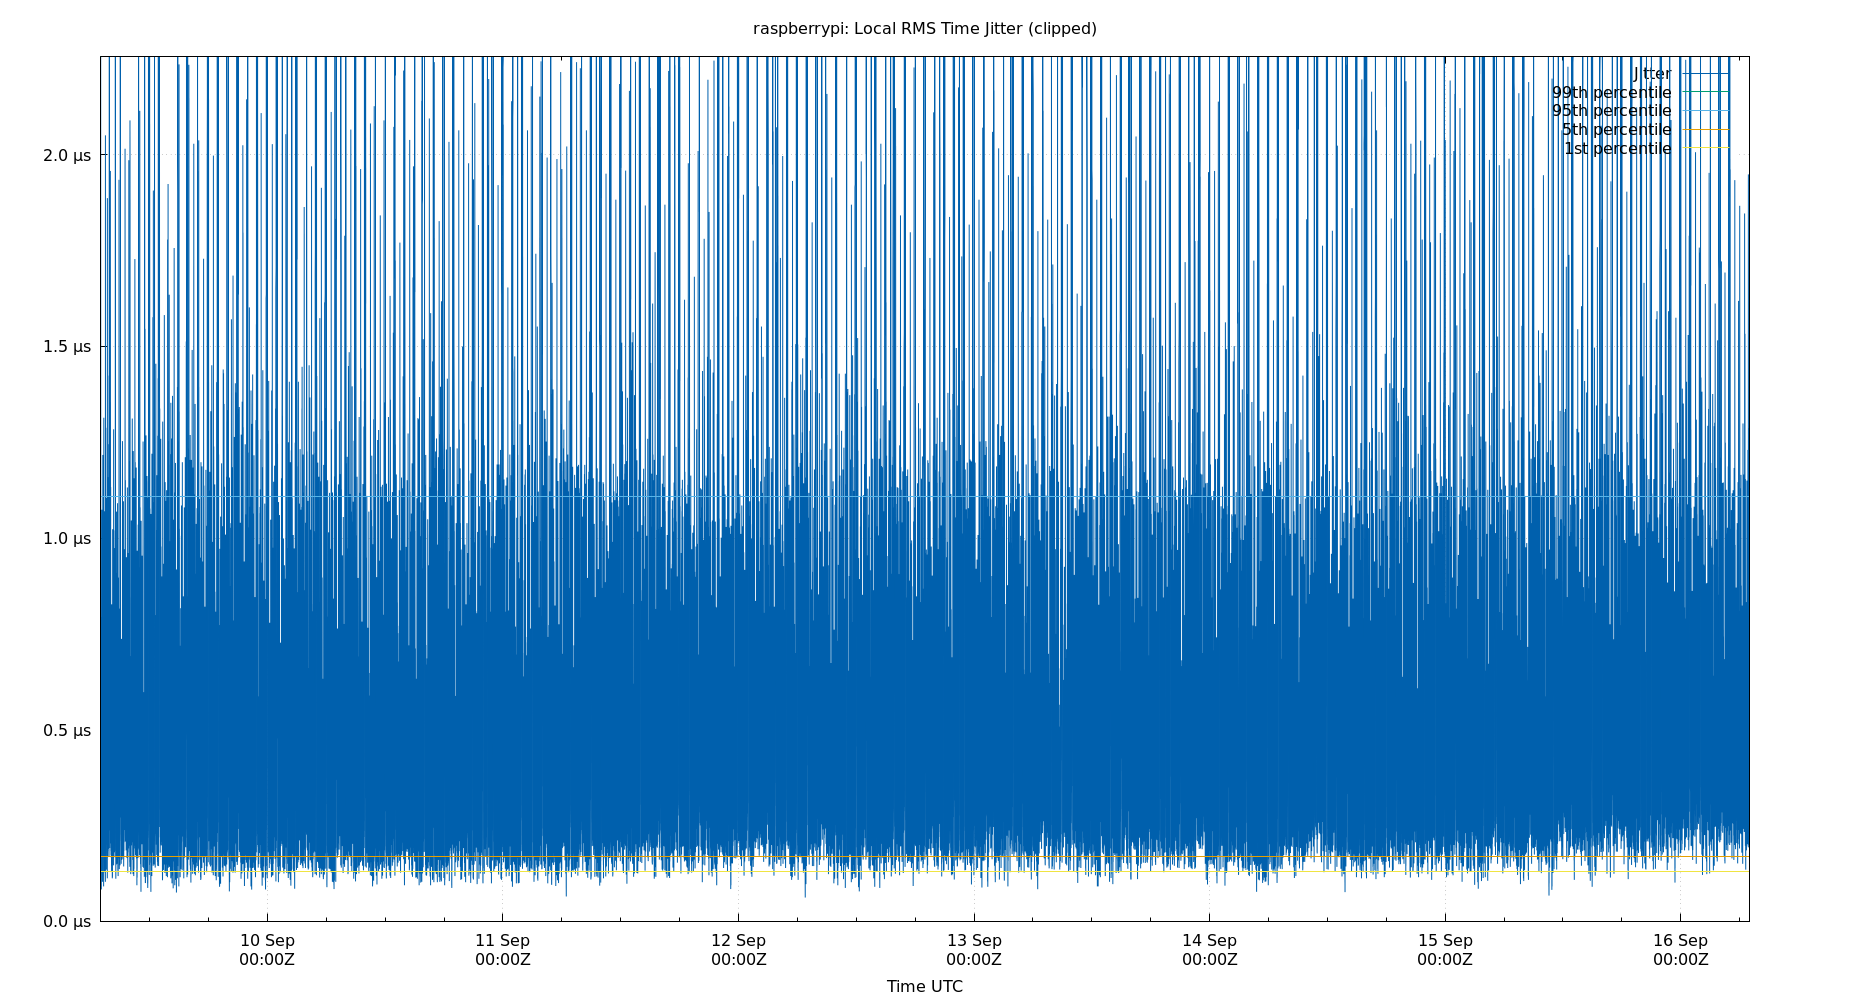 raspberrypi: Local RMS Time Jitter (clipped)
Jitter
99th percentile
95th percentile
5th percentile
1st percentile
2.0 μs
1.5 μs
1.0 μs
0.5 μs
0.0 μs
10 Sep 11 Sep 12 Sep 13 Sep 14 Sep 15 Sep 16 Sep
00:00Z 00:00Z 00:00Z 00:00Z 00:00Z 00:00Z 00:00Z
Time UTC